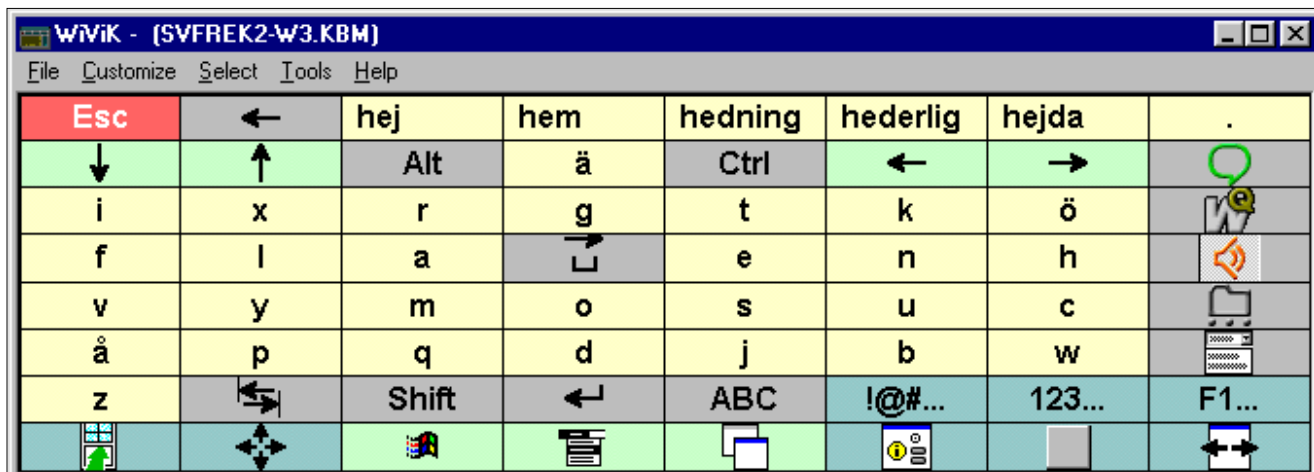 WiViK - (SVFREK2-W3.KBM)
File Customize Select Tools Help
Esc ← hej hem hedning hederlig hejda .
↓ ↑ Alt ä Ctrl ← →
i x r g t k ö W
f l a e n h
v y m o s u c
å p q d j b w
z Shift ABC !@#... 123... F1...